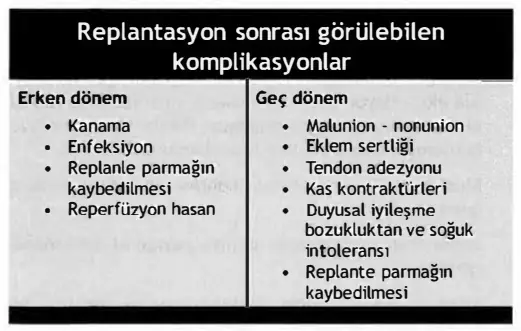 Replantasyon sonrası görülebilen
komplikasyonlar
Erken dönem
• Kanama
• Enfeksiyon
• Replanle parmağın
kaybedilmesi
• Reperfüzyon hasan
Geç dönem
• Malunion - nonunion
• Eklem sertliği
• Tendon adezyonu
• Kas kontraktürleri
• Duyusal iyileşme
bozukluktan ve soğuk
intoleransı
• Replante parmağın
kaybedilmesi